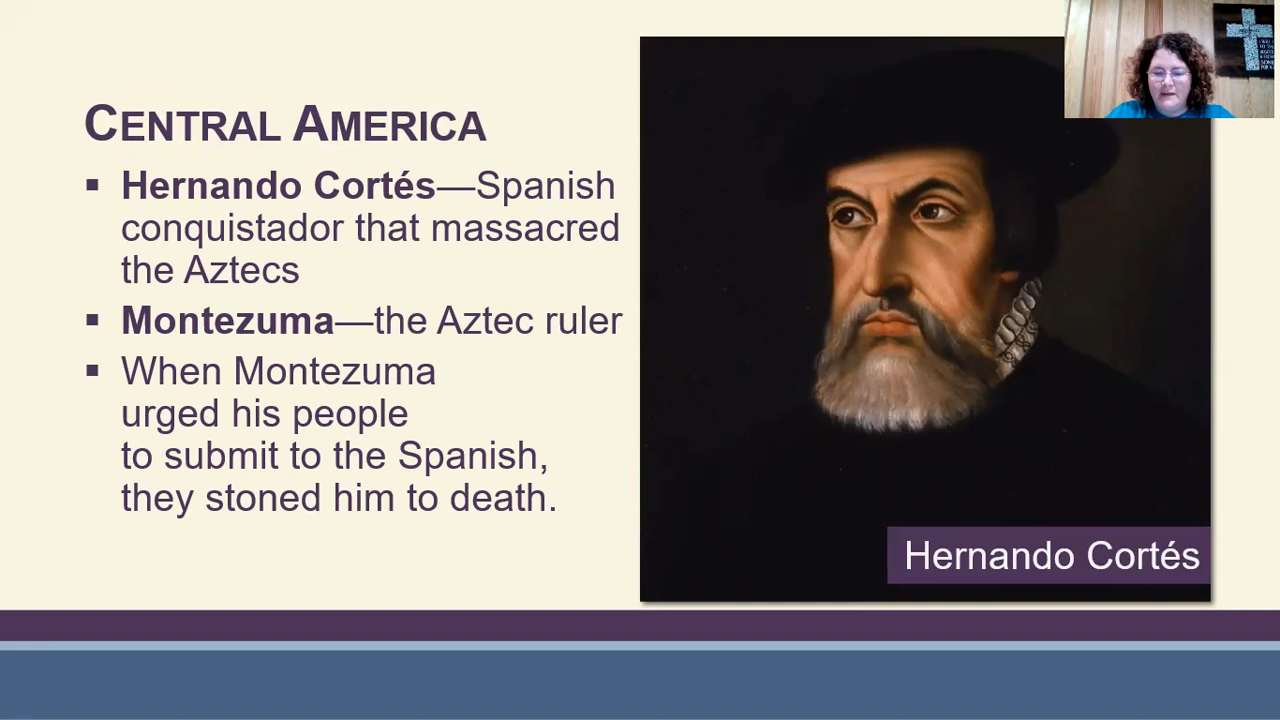 CENTRAL AMERICA
▪ Hernando Cortés—Spanish
conquistador that massacred
the Aztecs
▪ Montezuma—the Aztec ruler
▪ When Montezuma
urged his people
to submit to the Spanish,
they stoned him to death.
Hernando Cortés